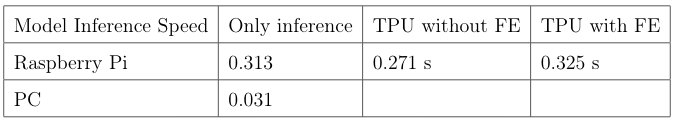 Model Inference Speed Only inference TPU without FE TPU with FE
Raspberry Pi 0.313 0.271 s 0.325 s
PC 0.031